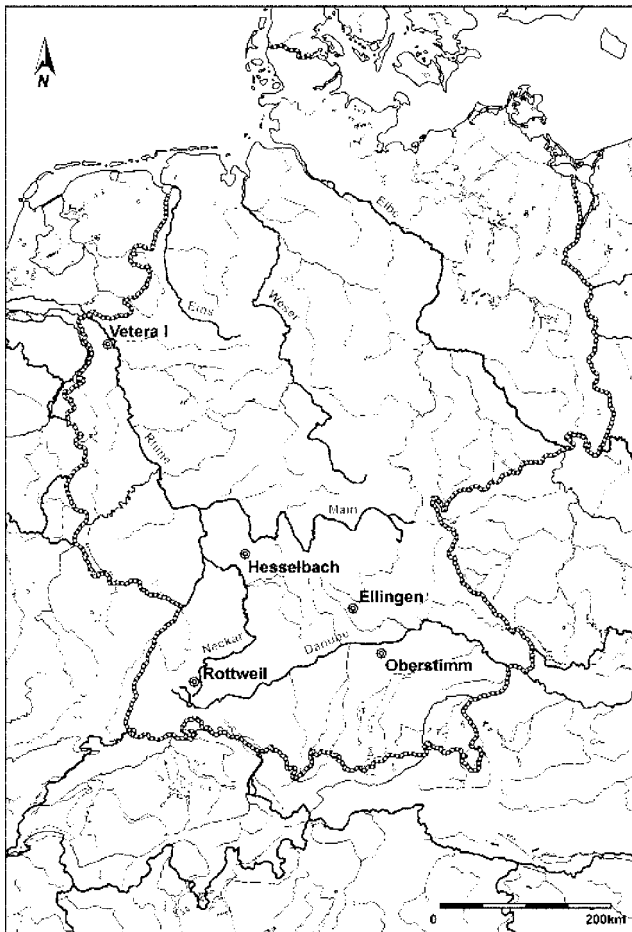 N
Elbe
Ems
Weser
Vetera I
Rhine
Main
Hesselbach
Ellingen
Neckar
Danube
Rottweil
Oberstimm
0 200km